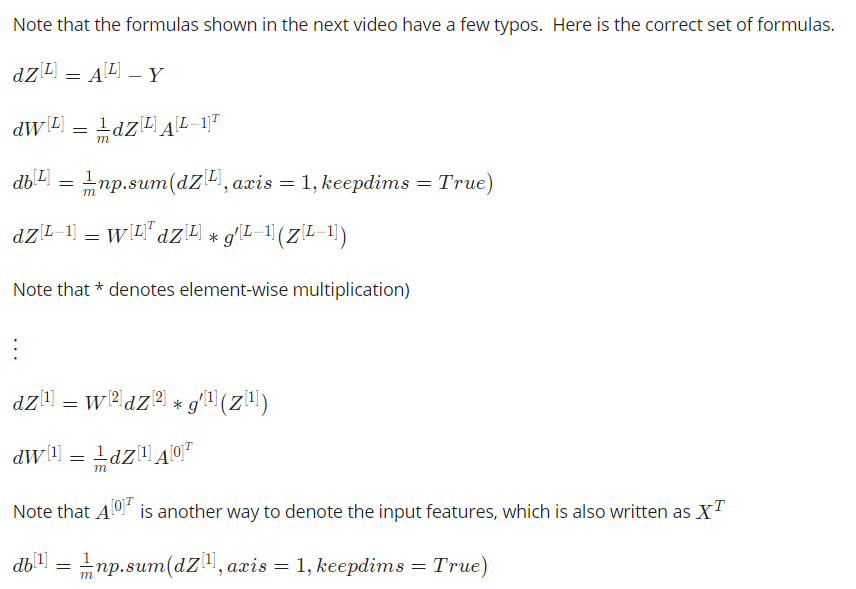 Note that the formulas shown in the next video have a few typos.  Here is the correct set of formulas.
$dZ^{[L]} = A^{[L]} - Y$
$dW^{[L]} = \frac{1}{m} dZ^{[L]} A^{[L-1]^T}$
$db^{[L]} = \frac{1}{m} np.sum(dZ^{[L]}, axis = 1, keepdims = True)$
$dZ^{[L-1]} = W^{[L]^T} dZ^{[L]} * g'^{[L-1]}(Z^{[L-1]})$
Note that * denotes element-wise multiplication)
⋮
$dZ^{[1]} = W^{[2]} dZ^{[2]} * g'^{[1]}(Z^{[1]})$
$dW^{[1]} = \frac{1}{m} dZ^{[1]} A^{[0]^T}$
Note that $A^{[0]^T}$ is another way to denote the input features, which is also written as $X^T$
$db^{[1]} = \frac{1}{m} np.sum(dZ^{[1]}, axis = 1, keepdims = True)$